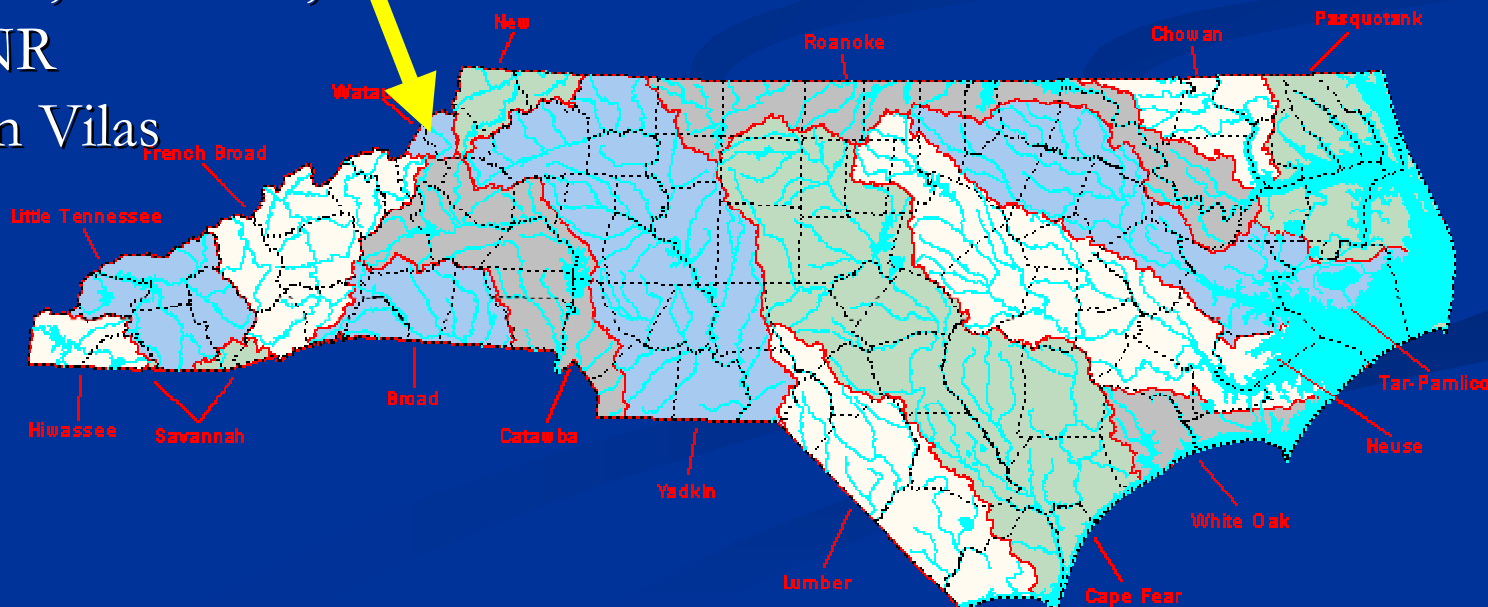 NR
n Vilas
New
Roanoke
Chowan
Pasquotank
French Broad
Little Tennessee
Hiwassee
Savannah
Broad
Catawba
Yadkin
Lumber
Cape Fear
White Oak
Neuse
Tar-Pamlico